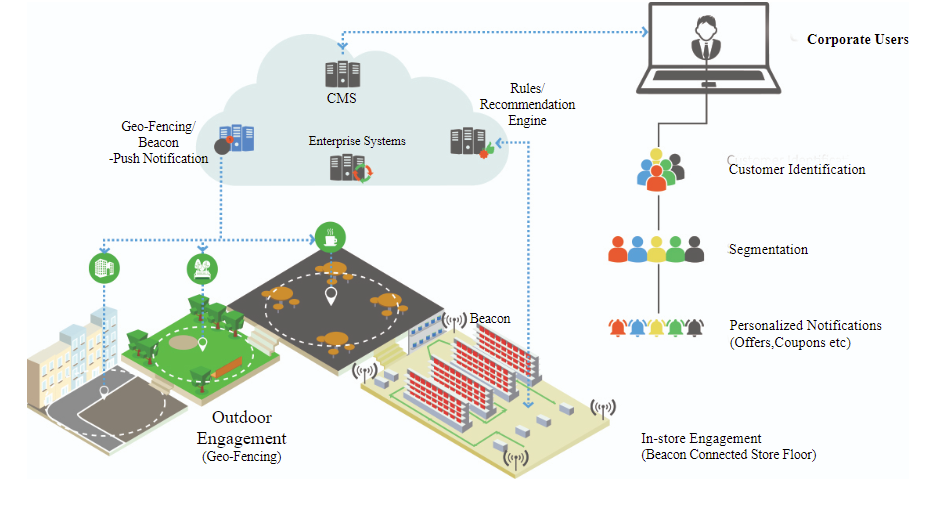 Corporate Users
CMS
Rules/
Recommendation
Engine
Geo-Fencing/
Beacon
-Push Notification
Enterprise Systems
Customer Identification
Segmentation
Personalized Notifications
(Offers,Coupons etc)
Beacon
Outdoor
Engagement
(Geo-Fencing)
In-store Engagement
(Beacon Connected Store Floor)